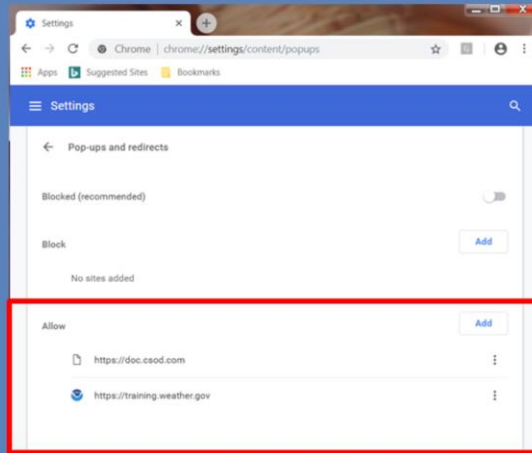 Settings
Chrome | chrome://settings/content/popups
Apps Suggested Sites Bookmarks
Settings
Pop-ups and redirects
Blocked (recommended)
Block Add
No sites added
Allow Add
https://doc.csod.com
https://training.weather.gov